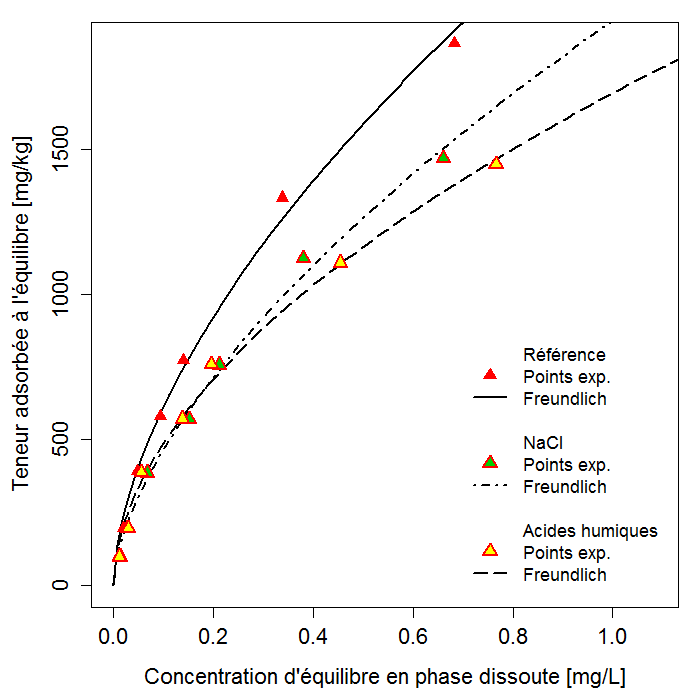 Teneur adsorbée à l'équilibre [mg/kg]
1500
1000
500
0
Référence
Points exp.
Freundlich
NaCl
Points exp.
Freundlich
Acides humiques
Points exp.
Freundlich
0.0 0.2 0.4 0.6 0.8 1.0
Concentration d'équilibre en phase dissoute [mg/L]